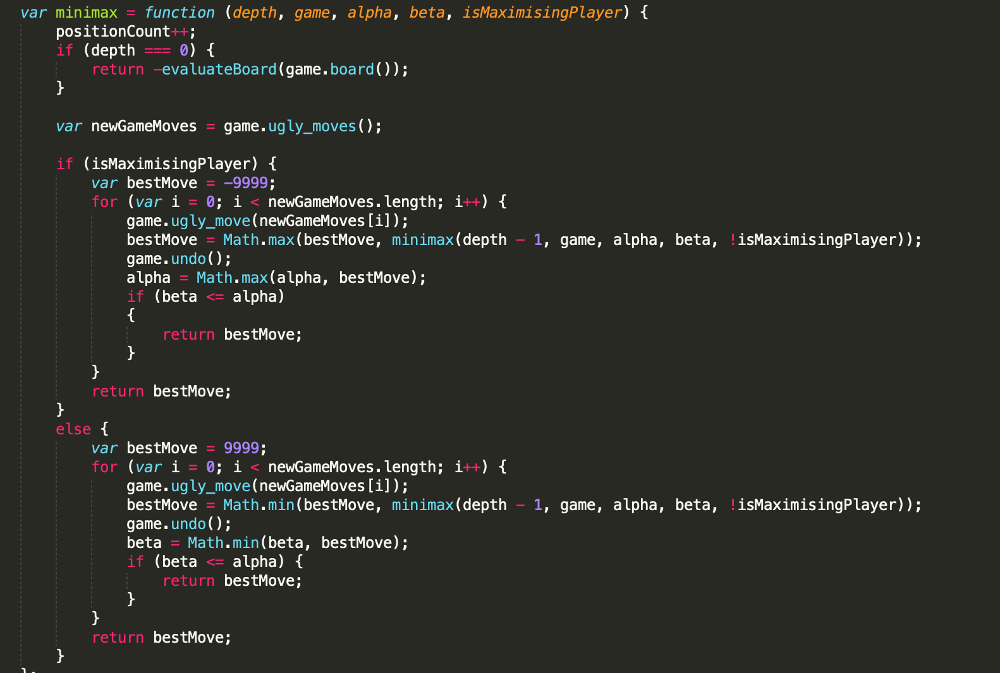 var minimax = function (depth, game, alpha, beta, isMaximisingPlayer) {
    positionCount++;
    if (depth === 0) {
        return -evaluateBoard(game.board());
    }

    var newGameMoves = game.ugly_moves();

    if (isMaximisingPlayer) {
        var bestMove = -9999;
        for (var i = 0; i < newGameMoves.length; i++) {
            game.ugly_move(newGameMoves[i]);
            bestMove = Math.max(bestMove, minimax(depth - 1, game, alpha, beta, !isMaximisingPlayer));
            game.undo();
            alpha = Math.max(alpha, bestMove);
            if (beta <= alpha)
            {
                return bestMove;
            }
        }
        return bestMove;
    }
    else {
        var bestMove = 9999;
        for (var i = 0; i < newGameMoves.length; i++) {
            game.ugly_move(newGameMoves[i]);
            bestMove = Math.min(bestMove, minimax(depth - 1, game, alpha, beta, !isMaximisingPlayer));
            game.undo();
            beta = Math.min(beta, bestMove);
            if (beta <= alpha) {
                return bestMove;
            }
        }
        return bestMove;
    }
};